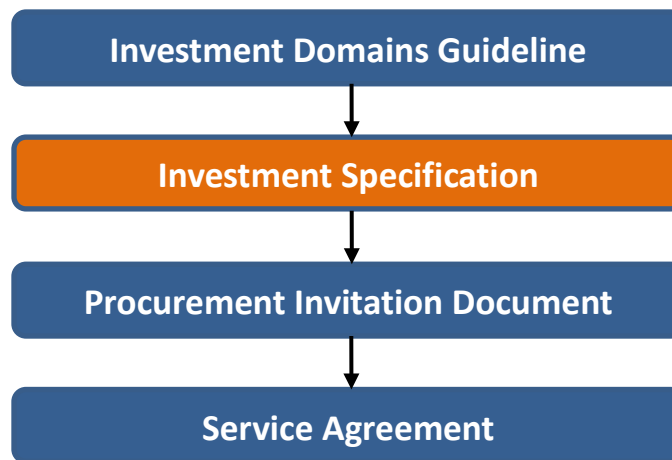 Investment Domains Guideline
Investment Specification
Procurement Invitation Document
Service Agreement